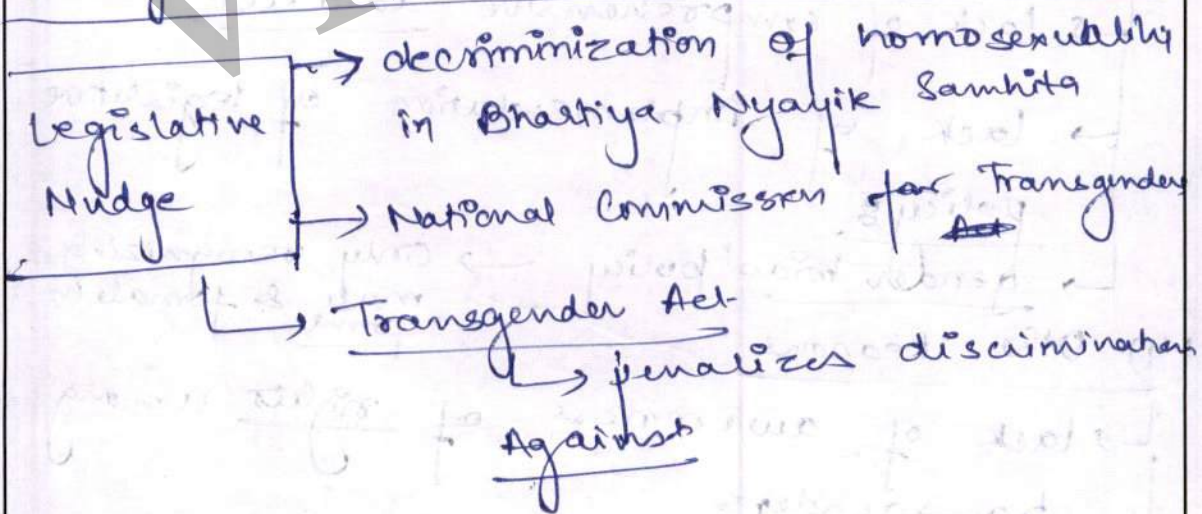 → decriminization of homosexuality
in Bhartiya Nyayik Samhita
Legislative
Nudge
→ National Commission for Transgender
→ Transgender Act
→ penalizes discrimination
Against